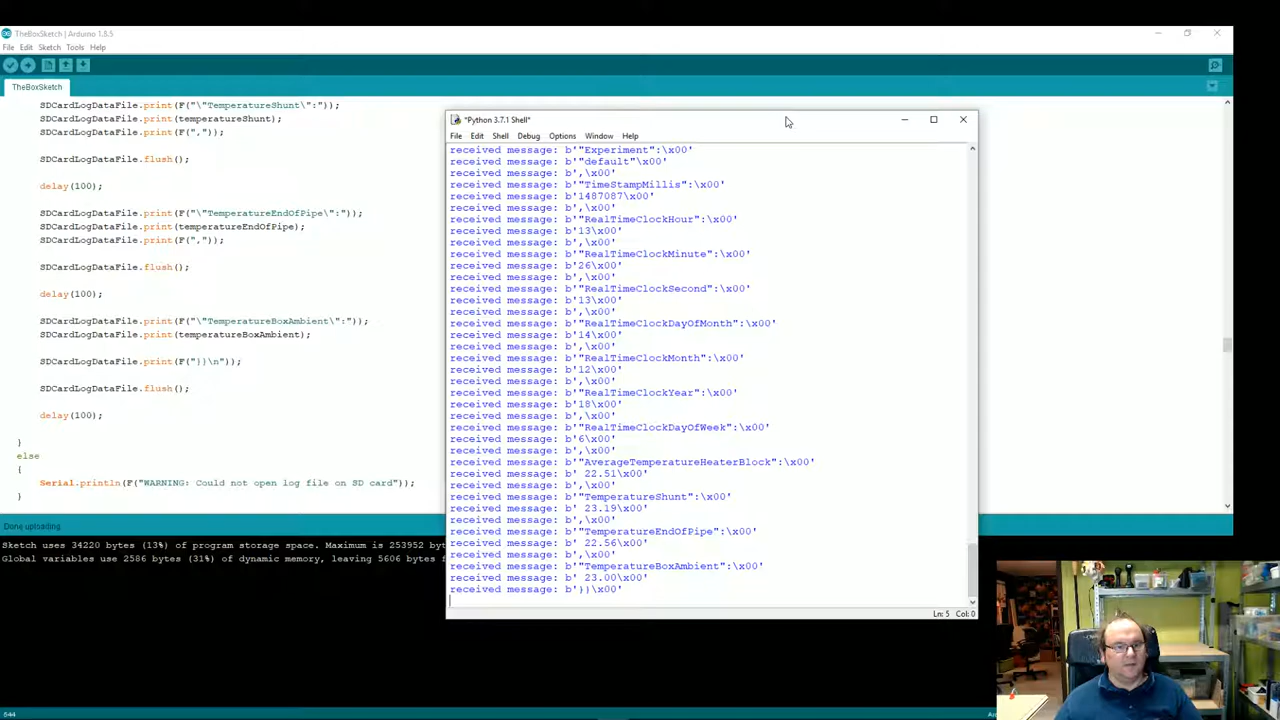 TheBoxSketch | Arduino 1.8.5
File Edit Sketch Tools Help
TheBoxSketch
SDCardLogDataFile.print(F("\"TemperatureShunt\":"));
SDCardLogDataFile.print(temperatureShunt);
SDCardLogDataFile.print(F(","));
SDCardLogDataFile.flush();
delay(100);
SDCardLogDataFile.print(F("\"TemperatureEndOfPipe\":"));
SDCardLogDataFile.print(temperatureEndOfPipe);
SDCardLogDataFile.print(F(","));
SDCardLogDataFile.flush();
delay(100);
SDCardLogDataFile.print(F("\"TemperatureBoxAmbient\":"));
SDCardLogDataFile.print(temperatureBoxAmbient);
SDCardLogDataFile.print(F("}}\n"));
SDCardLogDataFile.flush();
delay(100);
}
else
{
Serial.println(F("WARNING: Could not open log file on SD card"));
}
Done uploading.
Sketch uses 34220 bytes (13%) of program storage space. Maximum is 253952 byt
Global variables use 2586 bytes (31%) of dynamic memory, leaving 5606 bytes f
544
*Python 3.7.1 Shell*
File Edit Shell Debug Options Window Help
received message: b'"Experiment":\x00'
received message: b'"default"\x00'
received message: b',\x00'
received message: b'"TimeStampMillis":\x00'
received message: b'1487087\x00'
received message: b',\x00'
received message: b'"RealTimeClockHour":\x00'
received message: b'13\x00'
received message: b',\x00'
received message: b'"RealTimeClockMinute":\x00'
received message: b'26\x00'
received message: b',\x00'
received message: b'"RealTimeClockSecond":\x00'
received message: b'13\x00'
received message: b',\x00'
received message: b'"RealTimeClockDayOfMonth":\x00'
received message: b'14\x00'
received message: b',\x00'
received message: b'"RealTimeClockMonth":\x00'
received message: b'12\x00'
received message: b',\x00'
received message: b'"RealTimeClockYear":\x00'
received message: b'18\x00'
received message: b',\x00'
received message: b'"RealTimeClockDayOfWeek":\x00'
received message: b'6\x00'
received message: b',\x00'
received message: b'"AverageTemperatureHeaterBlock":\x00'
received message: b' 22.51\x00'
received message: b',\x00'
received message: b'"TemperatureShunt":\x00'
received message: b' 23.19\x00'
received message: b',\x00'
received message: b'"TemperatureEndOfPipe":\x00'
received message: b' 22.56\x00'
received message: b',\x00'
received message: b'"TemperatureBoxAmbient":\x00'
received message: b' 23.00\x00'
received message: b'}}\x00'
Ln: 5 Col: 0